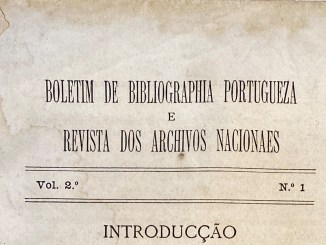 BOLETIM DE BIBLIOGRAPHIA PORTUGUEZA
E
REVISTA DOS ARCHIVOS NACIONAES
Vol. 2.º N.º 1
INTRODUCÇÃO